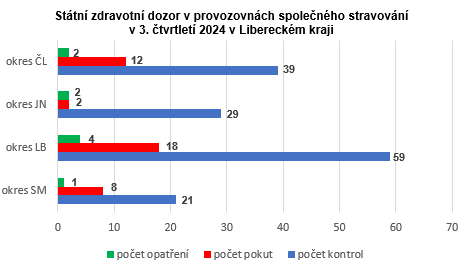 Státní zdravotní dozor v provozovnách společného stravování
v 3. čtvrtletí 2024 v Libereckém kraji
okres ČL
2
12
39
okres JN
2
2
29
okres LB
4
18
59
okres SM
1
8
21
0 10 20 30 40 50 60 70
počet opatření počet pokut počet kontrol